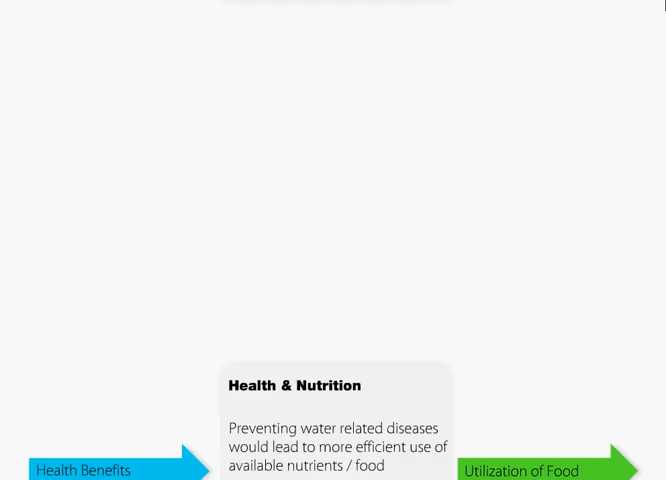 Health & Nutrition
Preventing water related diseases
would lead to more efficient use of
available nutrients / food
Health Benefits
Utilization of Food